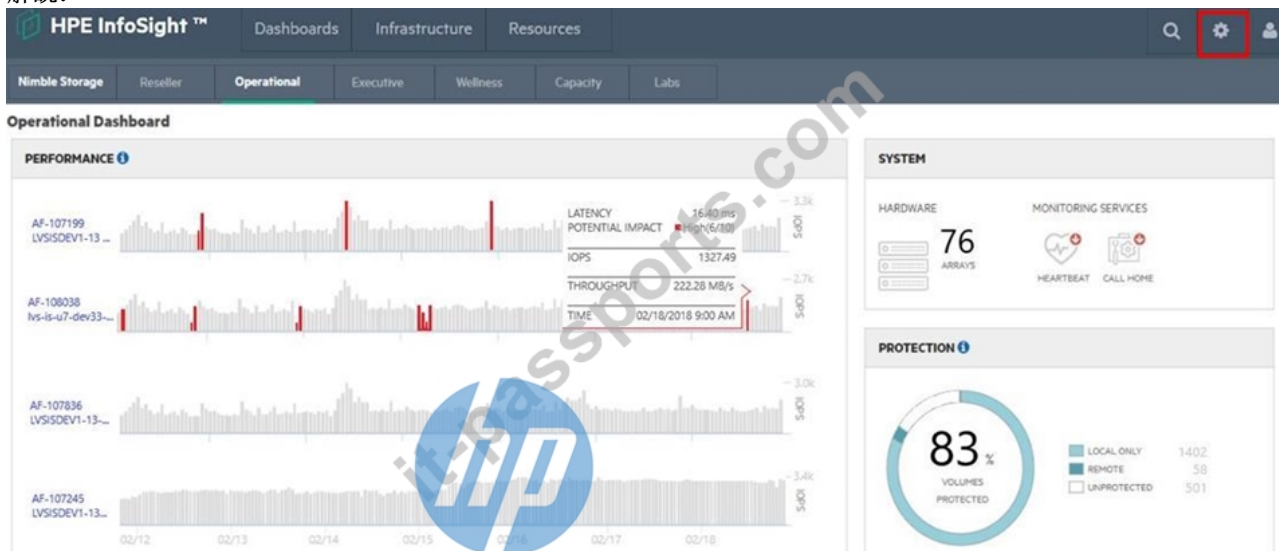 解説:
HPE InfoSight ™
Dashboards
Infrastructure
Resources
Nimble Storage
Reseller
Operational
Executive
Wellness
Capacity
Labs
Operational Dashboard
PERFORMANCE
AF-107199
LVSISDEV1-13 ...
LATENCY 16.40 ms
POTENTIAL IMPACT High(6/10)
IOPS 1327.49
THROUGHPUT 222.28 MB/s
TIME 02/18/2018 9:00 AM
3.3k
IOPS
AF-108038
lvs-is-u7-dev33-...
2.7k
IOPS
AF-107836
LVSISDEV1-13-...
3.0k
IOPS
AF-107245
LVSISDEV1-13...
3.4k
IOPS
02/12 02/13 02/14 02/15 02/16 02/17 02/18
SYSTEM
HARDWARE
76
ARRAYS
MONITORING SERVICES
HEARTBEAT
CALL HOME
PROTECTION
83 %
VOLUMES
PROTECTED
LOCAL ONLY 1402
REMOTE 58
UNPROTECTED 501
it-passports.com
hp